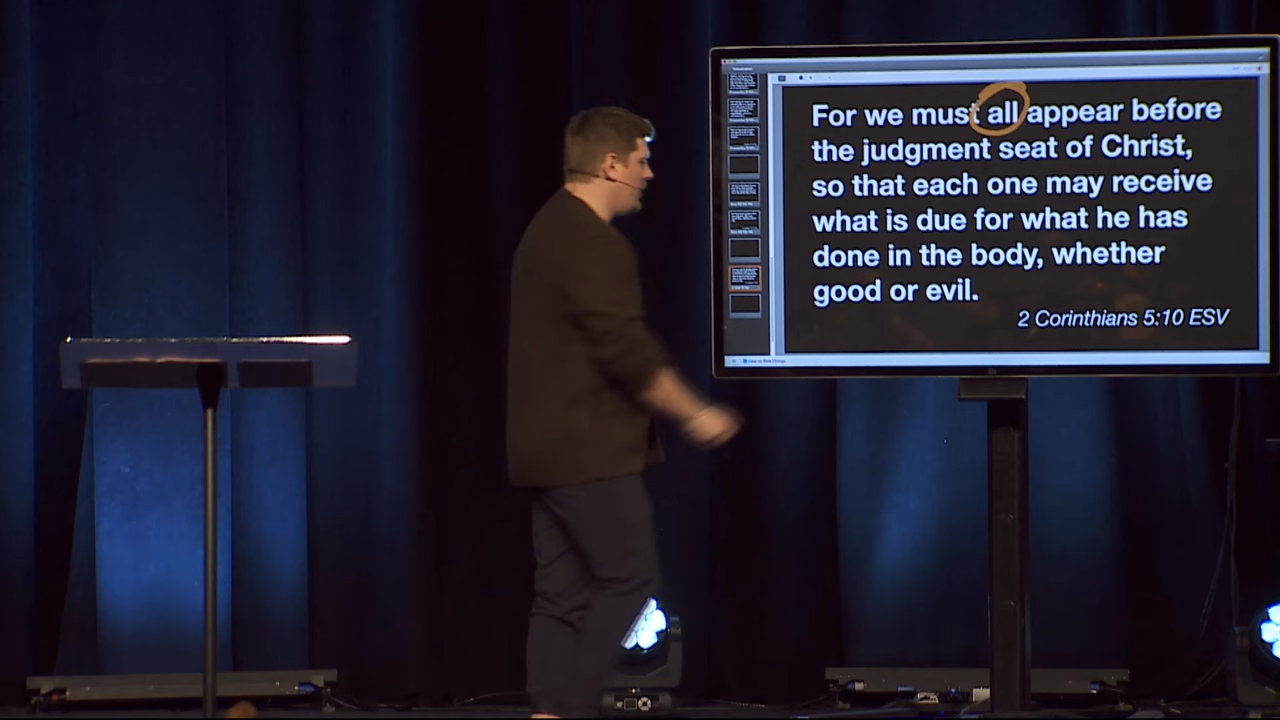 For we must all appear before
the judgment seat of Christ,
so that each one may receive
what is due for what he has
done in the body, whether
good or evil.
2 Corinthians 5:10 ESV